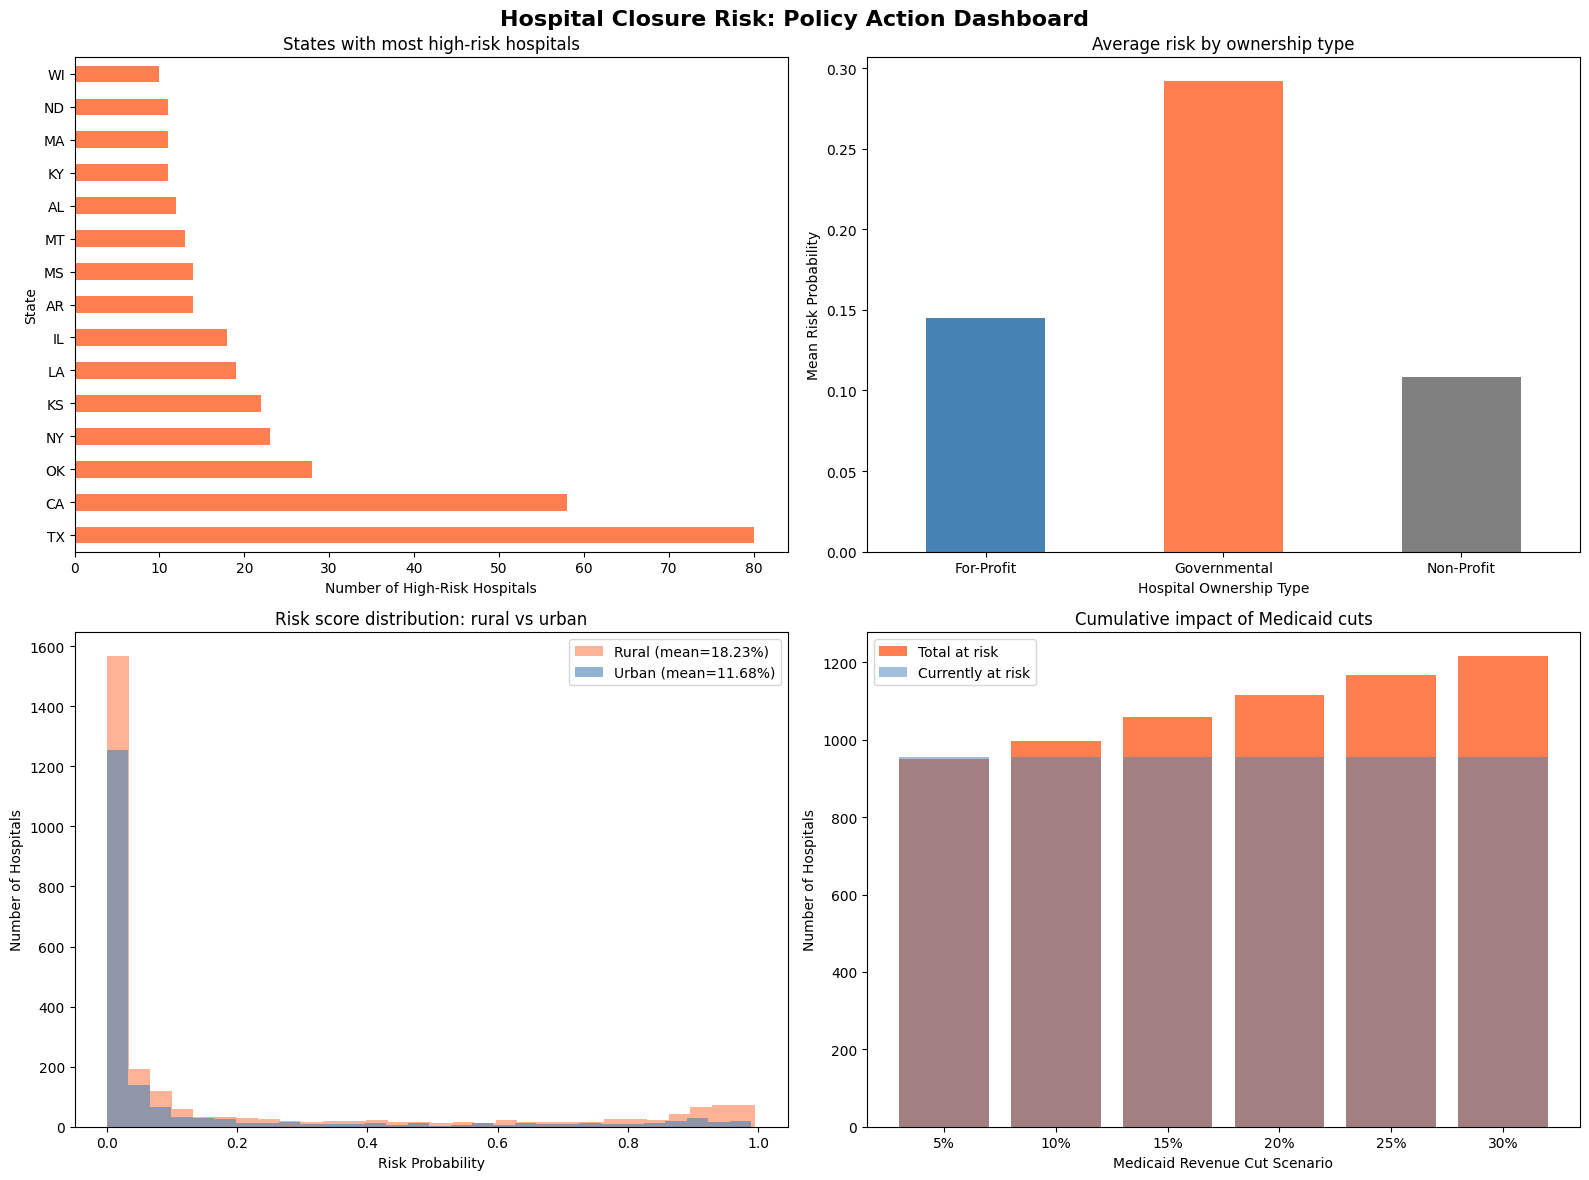 Hospital Closure Risk: Policy Action Dashboard
States with most high-risk hospitals
State
WI
ND
MA
KY
AL
MT
MS
AR
IL
LA
KS
NY
OK
CA
TX
0 10 20 30 40 50 60 70 80
Number of High-Risk Hospitals
Average risk by ownership type
Mean Risk Probability
0.30
0.25
0.20
0.15
0.10
0.05
0.00
For-Profit Governmental Non-Profit
Hospital Ownership Type
Risk score distribution: rural vs urban
Rural (mean=18.23%)
Urban (mean=11.68%)
Number of Hospitals
1600
1400
1200
1000
800
600
400
200
0
0.0 0.2 0.4 0.6 0.8 1.0
Risk Probability
Cumulative impact of Medicaid cuts
Total at risk
Currently at risk
Number of Hospitals
1200
1000
800
600
400
200
0
5% 10% 15% 20% 25% 30%
Medicaid Revenue Cut Scenario